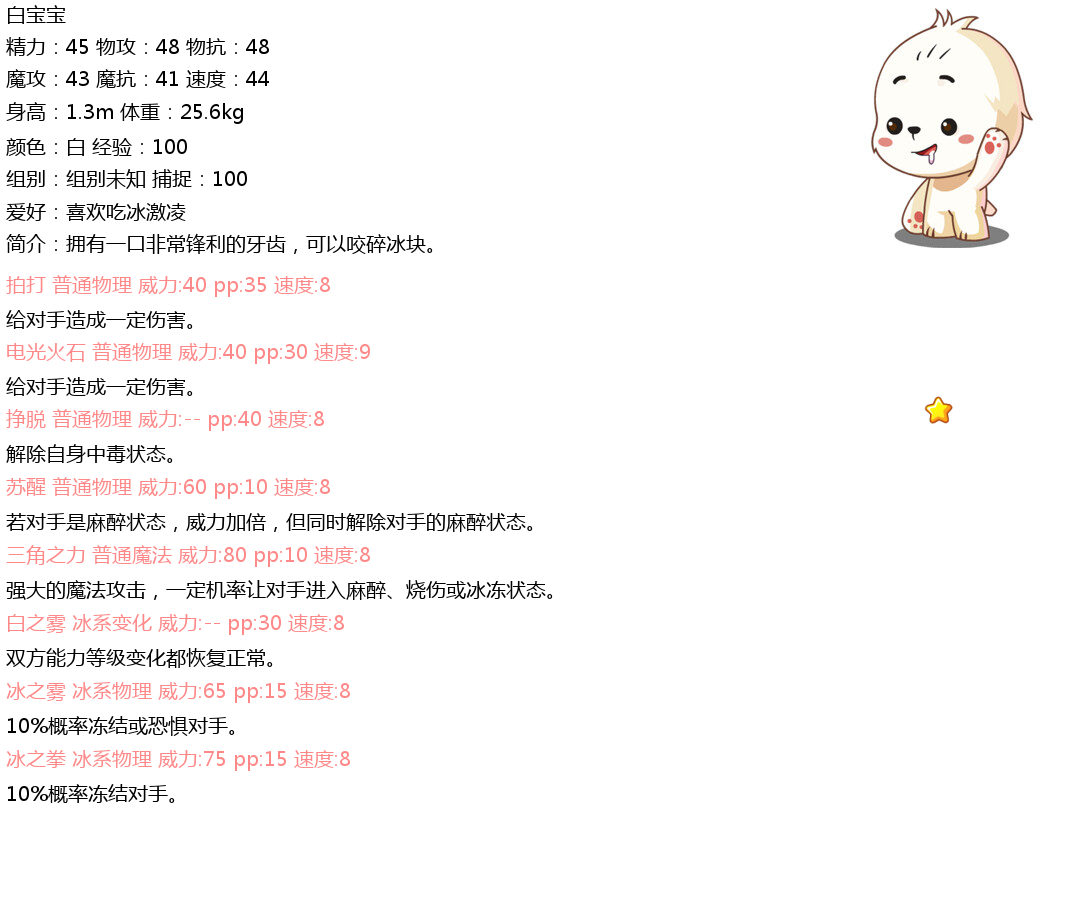 白宝宝
精力：45 物攻：48 物抗：48
魔攻：43 魔抗：41 速度：44
身高：1.3m 体重：25.6kg
颜色：白 经验：100
组别：组别未知 捕捉：100
爱好：喜欢吃冰激凌
简介：拥有一口非常锋利的牙齿，可以咬碎冰块。
拍打 普通物理 威力:40 pp:35 速度:8
给对手造成一定伤害。
电光火石 普通物理 威力:40 pp:30 速度:9
给对手造成一定伤害。
挣脱 普通物理 威力:-- pp:40 速度:8
解除自身中毒状态。
苏醒 普通物理 威力:60 pp:10 速度:8
若对手是麻醉状态，威力加倍，但同时解除对手的麻醉状态。
三角之力 普通魔法 威力:80 pp:10 速度:8
强大的魔法攻击，一定机率让对手进入麻醉、烧伤或冰冻状态。
白之雾 冰系变化 威力:-- pp:30 速度:8
双方能力等级变化都恢复正常。
冰之雾 冰系物理 威力:65 pp:15 速度:8
10%概率冻结或恐惧对手。
冰之拳 冰系物理 威力:75 pp:15 速度:8
10%概率冻结对手。